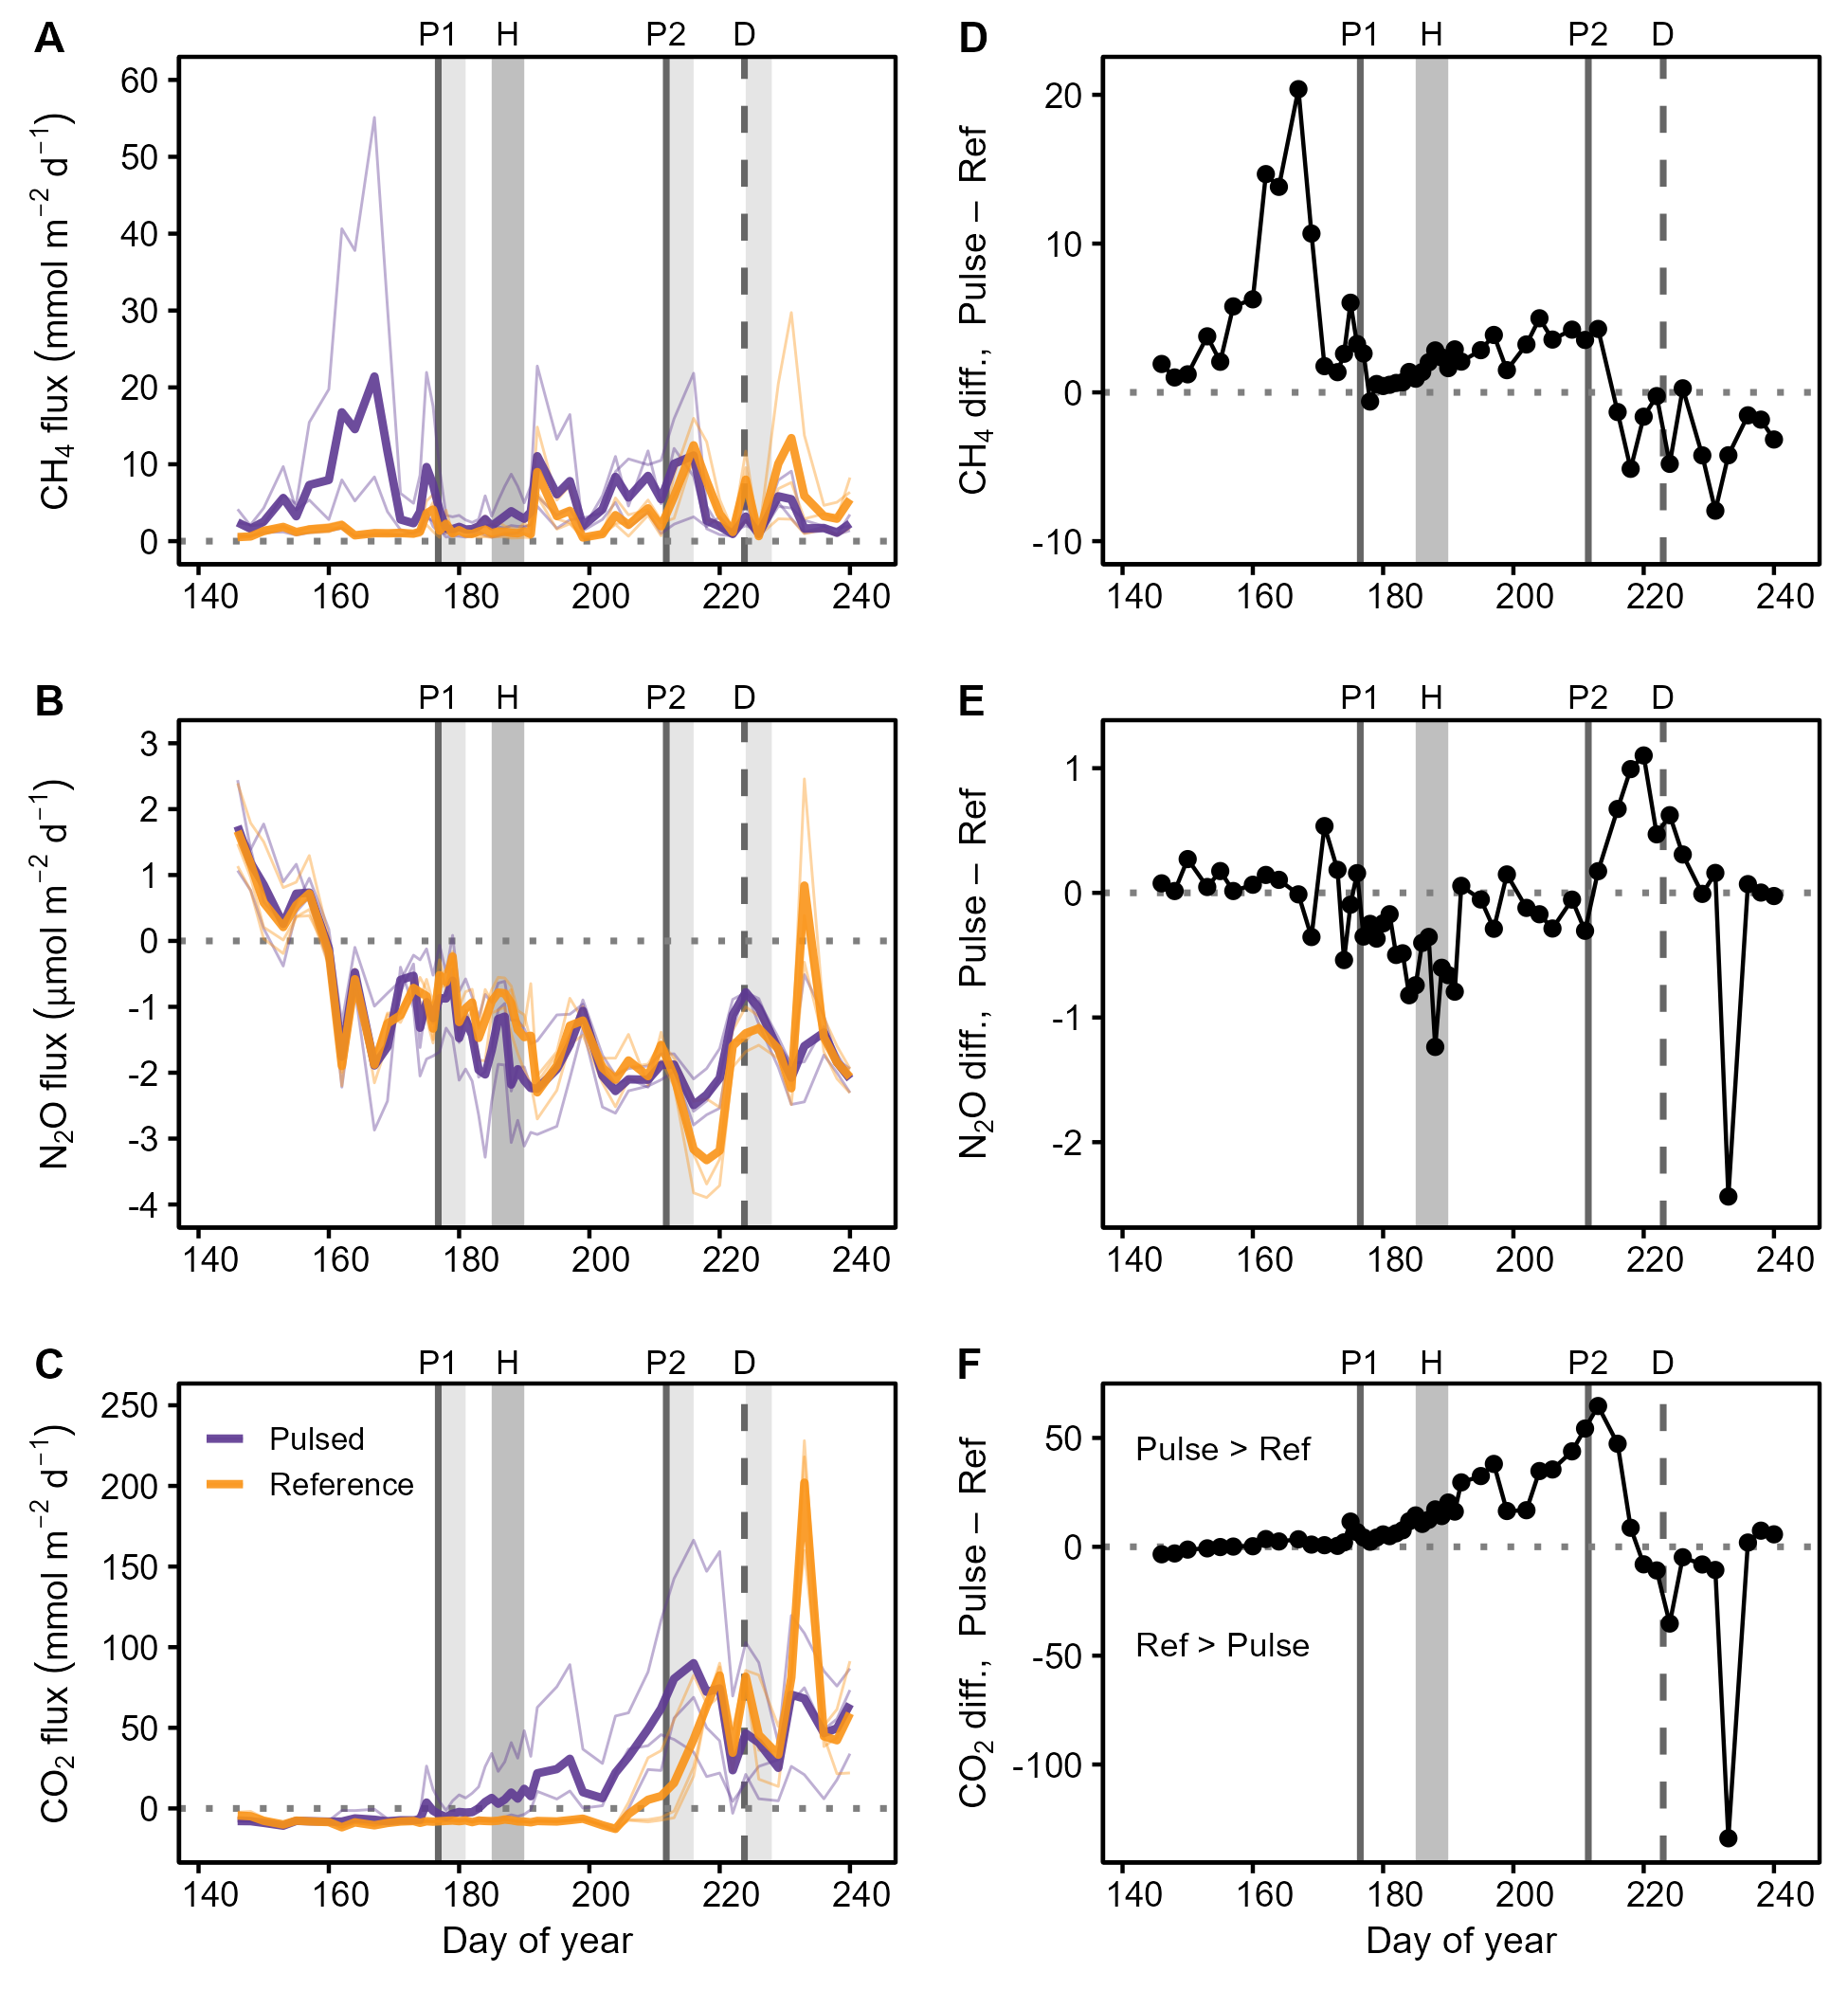 A
P1 H P2 D
CH₄ flux (mmol m⁻² d⁻¹)
60
50
40
30
20
10
0
140 160 180 200 220 240
D
P1 H P2 D
CH₄ diff., Pulse – Ref
20
10
0
-10
140 160 180 200 220 240
B
P1 H P2 D
N₂O flux (µmol m⁻² d⁻¹)
3
2
1
0
-1
-2
-3
-4
140 160 180 200 220 240
E
P1 H P2 D
N₂O diff., Pulse – Ref
1
0
-1
-2
140 160 180 200 220 240
C
P1 H P2 D
CO₂ flux (mmol m⁻² d⁻¹)
250
200
150
100
50
0
Pulsed
Reference
140 160 180 200 220 240
Day of year
F
P1 H P2 D
CO₂ diff., Pulse – Ref
50
0
-50
-100
Pulse > Ref
Ref > Pulse
140 160 180 200 220 240
Day of year